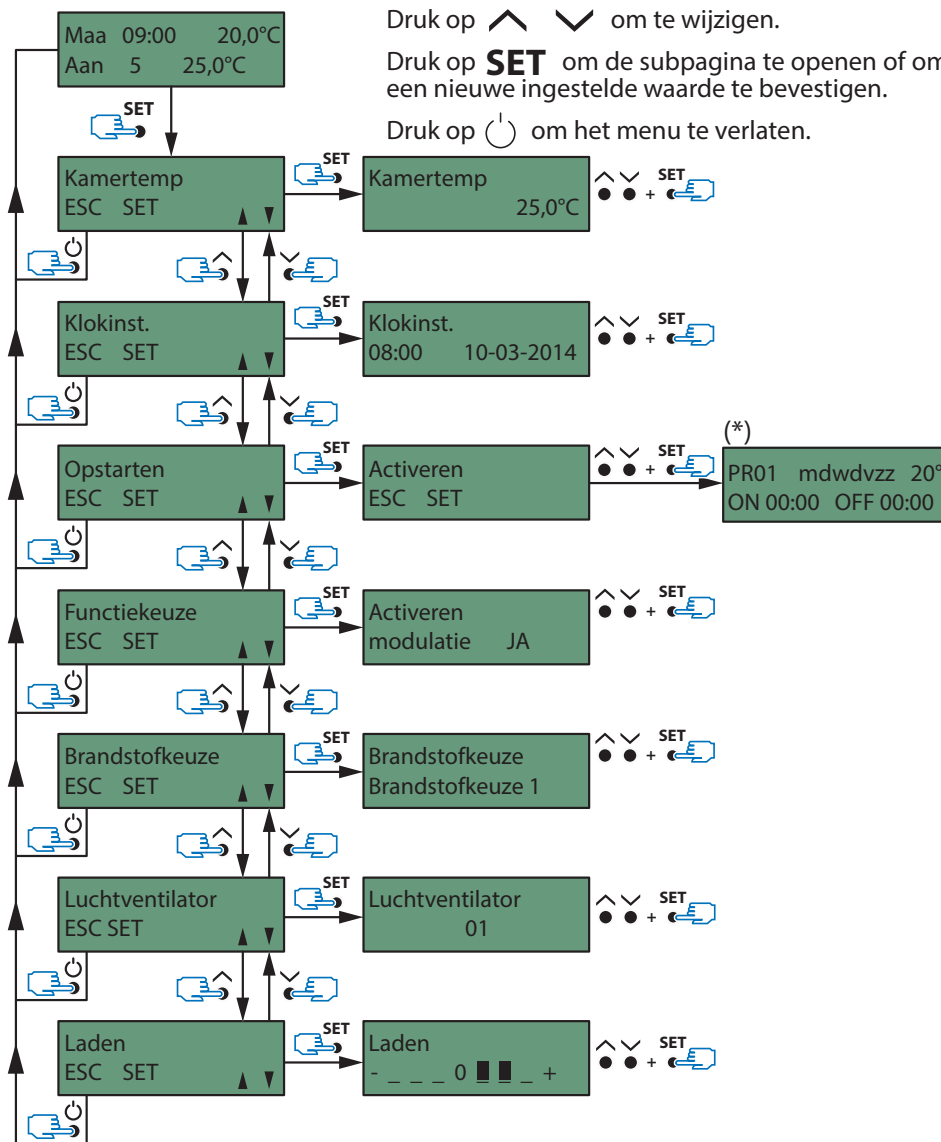 Druk op om te wijzigen.
Druk op SET om de subpagina te openen of om
een nieuwe ingestelde waarde te bevestigen.
Druk op om het menu te verlaten.
Maa 09:00 20,0°C
Aan 5 25,0°C
SET
Kamertemp
ESC SET
SET
Kamertemp
25,0°C
+ SET
Klokinst.
ESC SET
SET
Klokinst.
08:00 10-03-2014
+ SET
Opstarten
ESC SET
SET
Activeren
ESC SET
+ SET
(*)
PR01 mdwdvzz 20°
ON 00:00 OFF 00:00
Functiekeuze
ESC SET
SET
Activeren
modulatie JA
+ SET
Brandstofkeuze
ESC SET
SET
Brandstofkeuze
Brandstofkeuze 1
+ SET
Luchtventilator
ESC SET
SET
Luchtventilator
01
+ SET
Laden
ESC SET
SET
Laden
- _ _ _ 0 █ █ _ +
+ SET